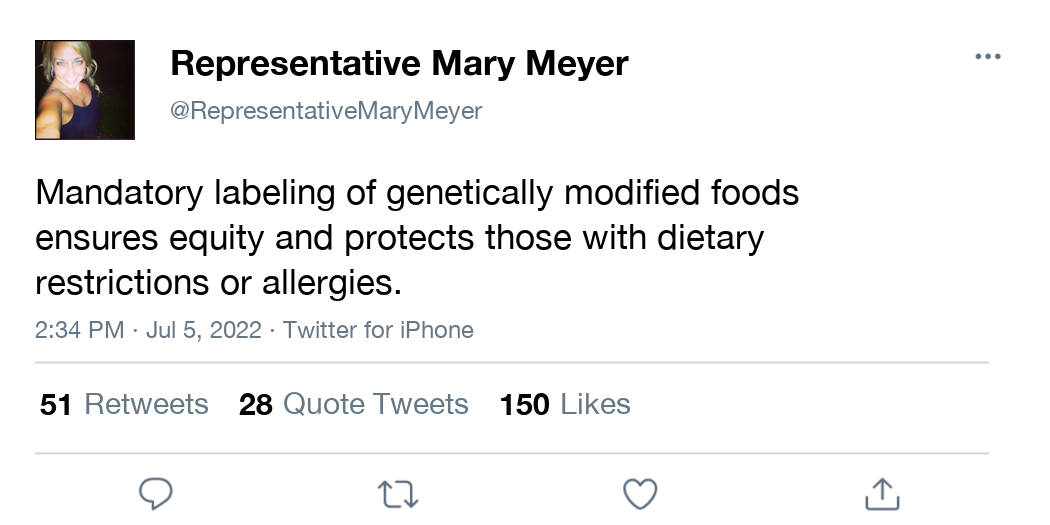 Representative Mary Meyer
@RepresentativeMaryMeyer
Mandatory labeling of genetically modified foods
ensures equity and protects those with dietary
restrictions or allergies.
2:34 PM · Jul 5, 2022 · Twitter for iPhone
51 Retweets 28 Quote Tweets 150 Likes